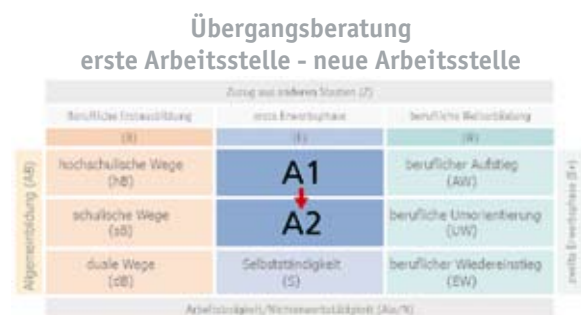 Übergangsberatung
erste Arbeitsstelle - neue Arbeitsstelle
Zuzug aus anderen Staaten (Z)
Berufliche Erstausbildung
erste Erwerbsphase
berufliche Weiterbildung
(B)
(E)
(W)
Allgemeinbildung (AB)
hochschulische Wege
(hB)
A1
beruflicher Aufstieg
(AW)
zweite Erwerbsphase (E+)
schulische Wege
(sB)
A2
berufliche Umorientierung
(UW)
duale Wege
(dB)
Selbstständigkeit
(S)
beruflicher Wiedereinstieg
(EW)